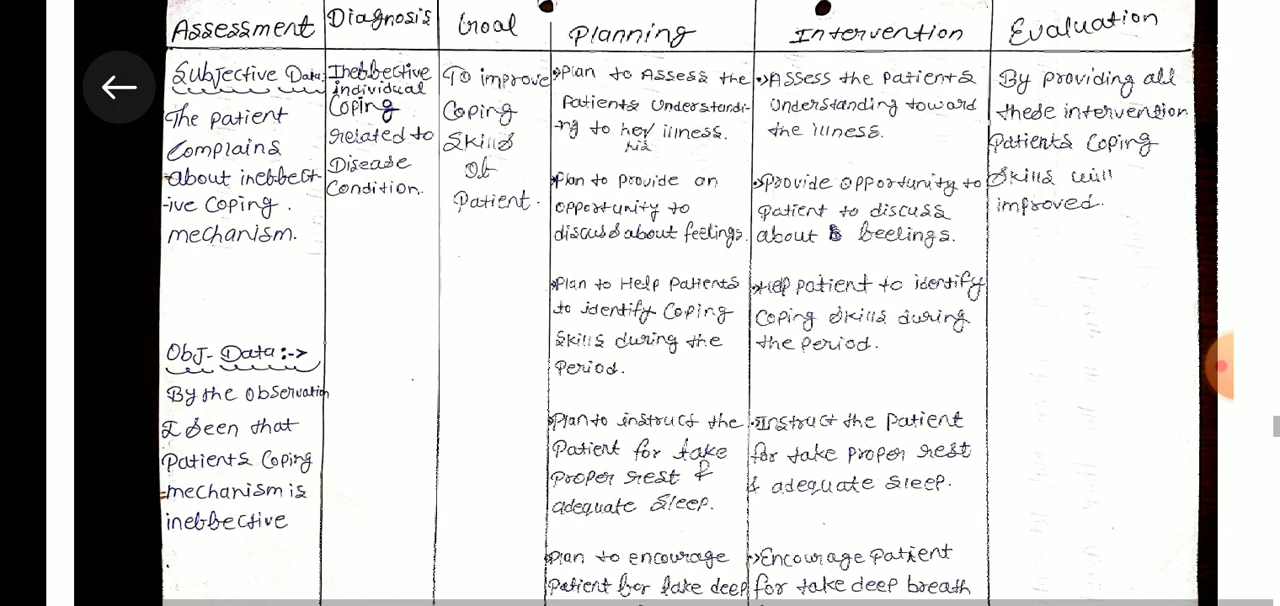 Assessment
Subjective Data:
The patient
Complains
about ineffect
-ive Coping.
mechanism.
Obj- Data:->
By the observation
I seen that
Patients Coping
mechanism is
ineffective
Diagnosis
Ineffective
individual
Coping
related to
Disease
Condition.
Goal
To improve
Coping
Skills
Of
Patient.
Planning
Plan to Assess the
Patients Understandi-
ng to her/ illness.
his
Plan to provide an
opportunity to
discuss about feelings.
Plan to Help Patients
to identify Coping
Skills during the
Period.
Plan to instruct the
Patient for take
proper rest &
adequate Sleep.
Plan to encourage
Patient for take deep
Intervention
Assess the Patients
Understanding toward
the illness.
Provide opportunity to
Patient to discuss
about feelings.
Help patient to identify
Coping Skills during
the Period.
Instruct the Patient
for take proper rest
& adequate Sleep.
Encourage Patient
for take deep breath
Evaluation
By providing all
these intervention
Patients Coping
Skills will
improved.